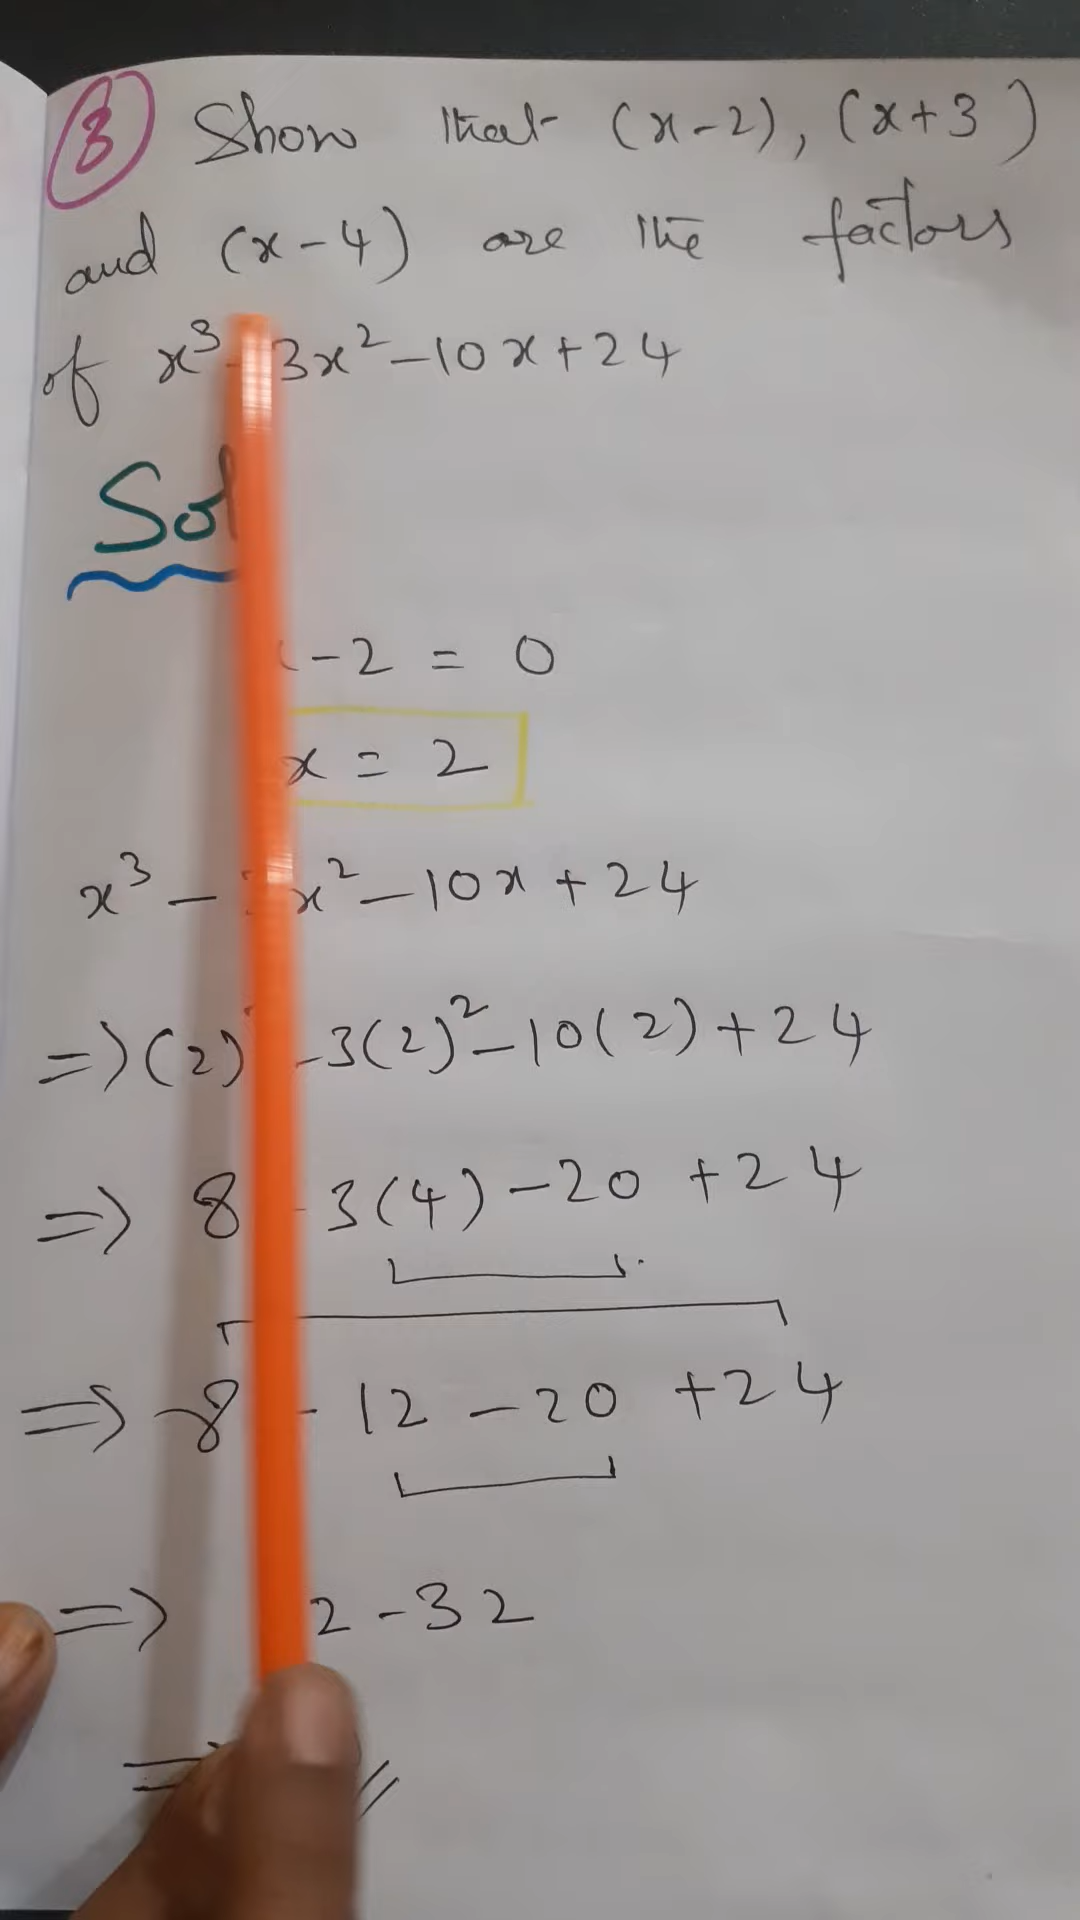 3 Show that (x-2), (x+3)
and (x-4) are the factors
of x³-3x²-10x+24
Sol
-2 = 0
x = 2
x³ - x²-10x+24
=>(2) -3(2)²-10(2)+24
=> 8 - 3(4) -20 +24
=> 8 - 12 -20 +24
=> 2-32
=>